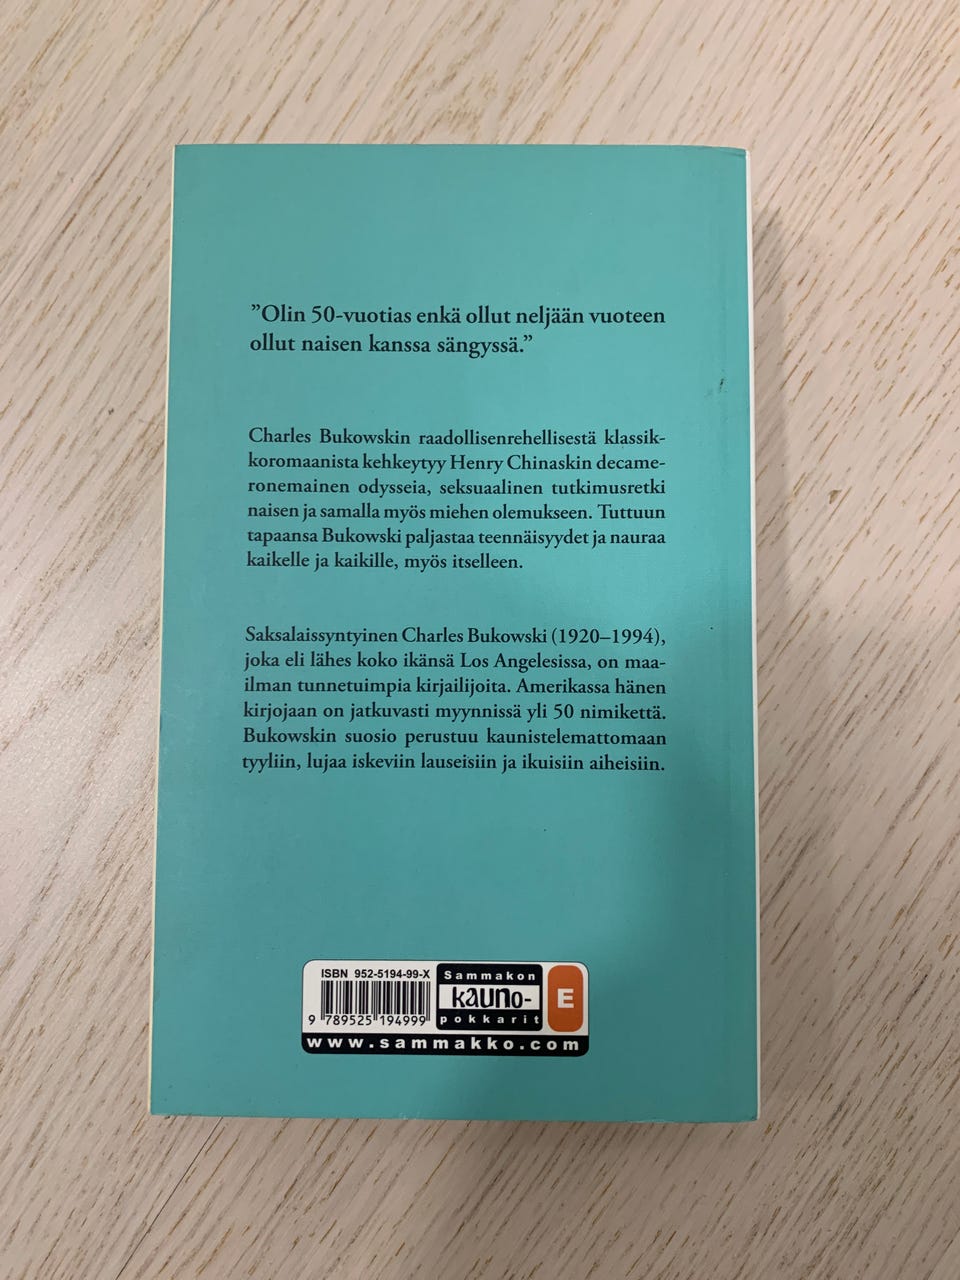 ”Olin 50-vuotias enkä ollut neljään vuoteen
ollut naisen kanssa sängyssä.”
Charles Bukowskin raadollisenrehellisestä klassik-
koromaanista kehkeytyy Henry Chinaskin decame-
ronemainen odysseia, seksuaalinen tutkimusretki
naisen ja samalla myös miehen olemukseen. Tuttuun
tapaansa Bukowski paljastaa teennäisyydet ja nauraa
kaikelle ja kaikille, myös itselleen.
Saksalaissyntyinen Charles Bukowski (1920–1994),
joka eli lähes koko ikänsä Los Angelesissa, on maa-
ilman tunnetuimpia kirjailijoita. Amerikassa hänen
kirjojaan on jatkuvasti myynnissä yli 50 nimikettä.
Bukowskin suosio perustuu kaunistelemattomaan
tyyliin, lujaa iskeviin lauseisiin ja ikuisiin aiheisiin.
ISBN 952-5194-99-X
9 789525 194999
Sammakon
kauno-
pokkarit
E
www.sammakko.com